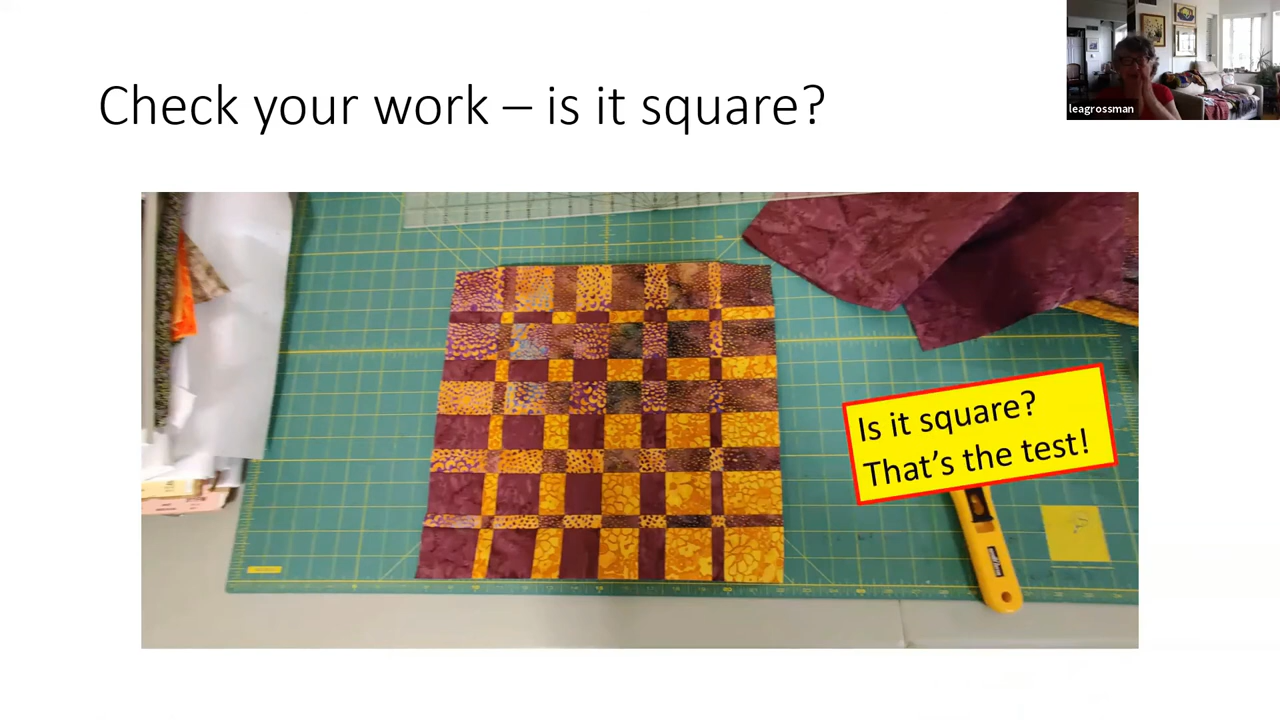 Check your work – is it square?
leagrossman
Is it square?
That's the test!